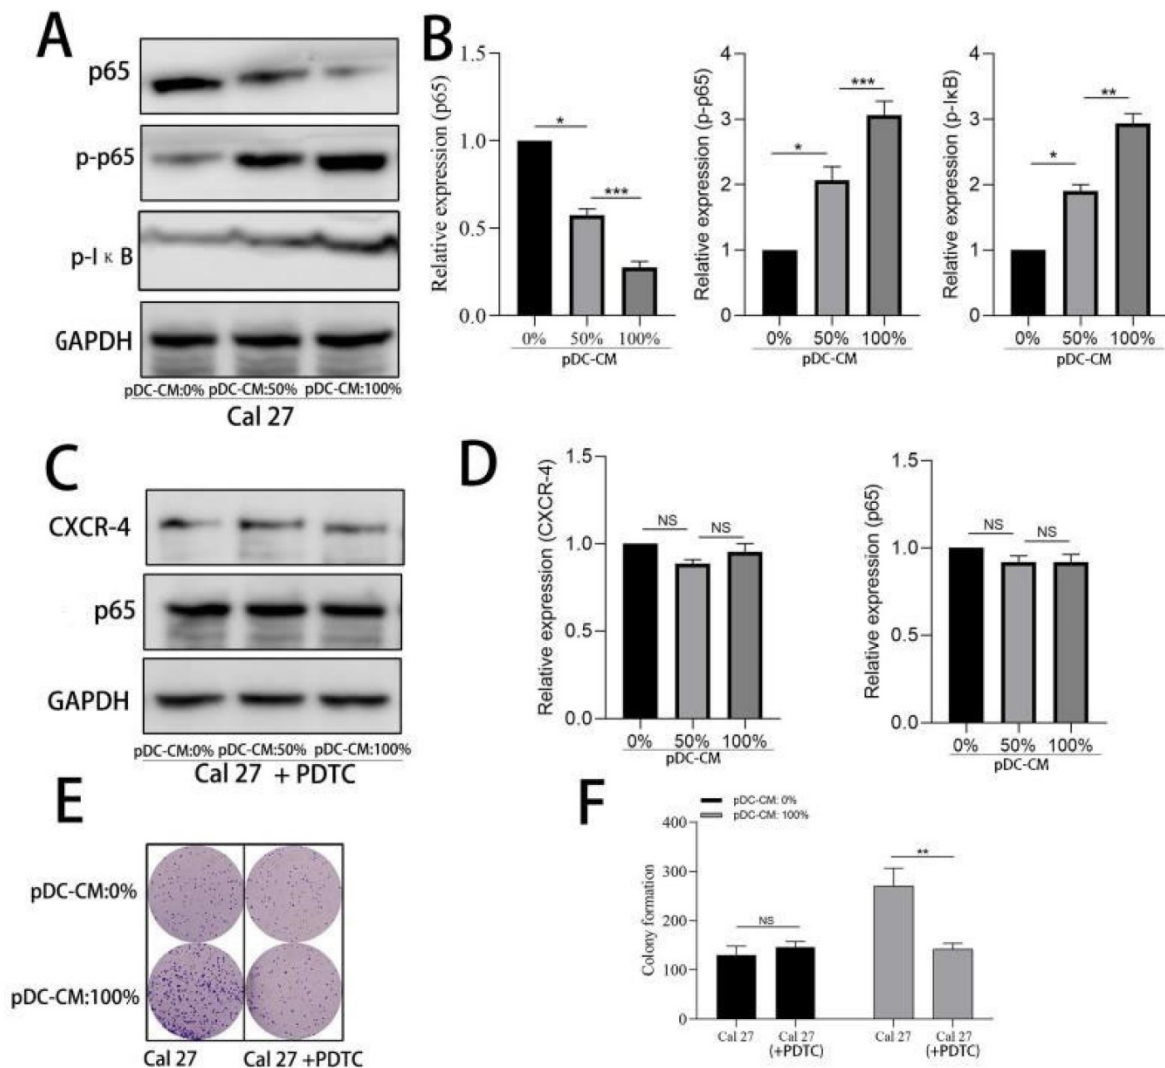 A
p65
p-p65
p-I κ B
GAPDH
pDC-CM:0% pDC-CM:50% pDC-CM:100%
Cal 27
B
Relative expression (p65)
1.5
1.0
0.5
0.0
*
***
0% 50% 100%
pDC-CM
Relative expression (p-p65)
4
3
2
1
0
*
***
0% 50% 100%
pDC-CM
Relative expression (p-IκB)
4
3
2
1
0
*
**
0% 50% 100%
pDC-CM
C
CXCR-4
p65
GAPDH
pDC-CM:0% pDC-CM:50% pDC-CM:100%
Cal 27 + PDTC
D
Relative expression (CXCR-4)
1.5
1.0
0.5
0.0
NS NS
0% 50% 100%
pDC-CM
Relative expression (p65)
1.5
1.0
0.5
0.0
NS NS
0% 50% 100%
pDC-CM
E
pDC-CM:0%
pDC-CM:100%
Cal 27 Cal 27 +PDTC
F
pDC-CM: 0%
pDC-CM: 100%
Colony formation
400
300
200
100
0
NS
**
Cal 27 Cal 27 Cal 27 Cal 27
(+PDTC) (+PDTC)